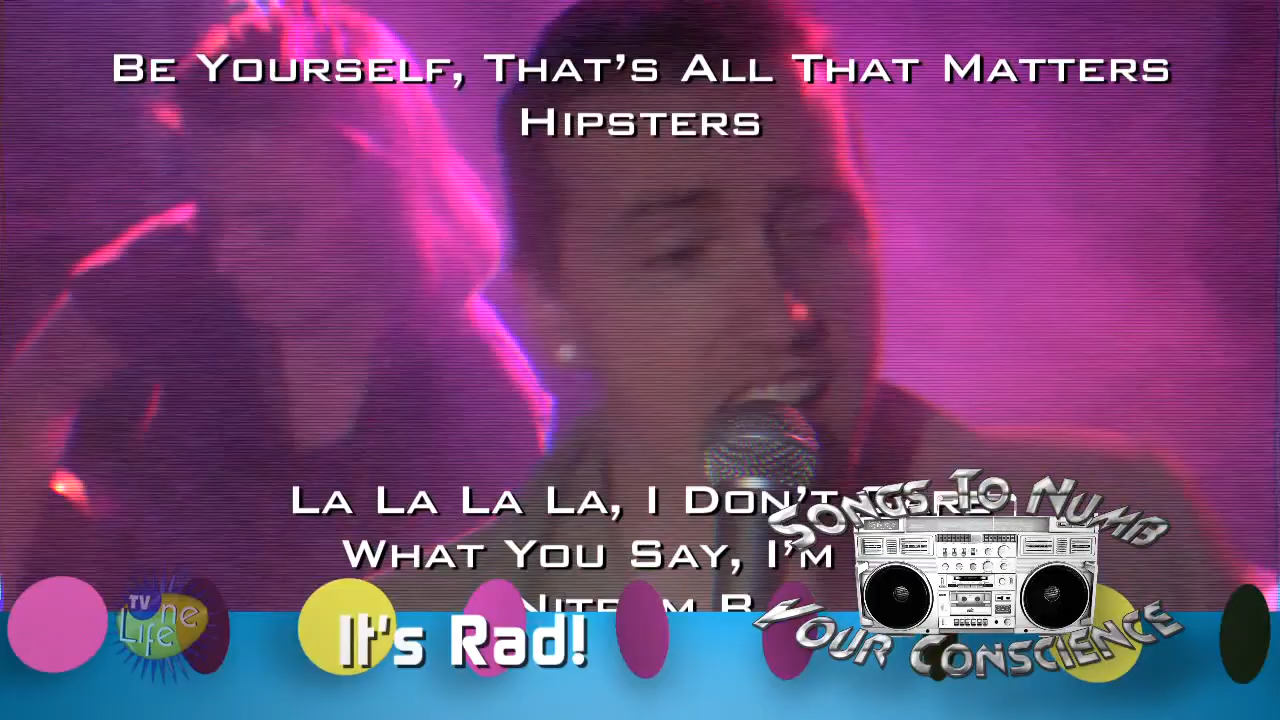 Be Yourself, That's All That Matters
Hipsters
La La La La, I Don't
What You Say, I'm
Songs To Numb
Your Conscience
TV
One
Life
It's Rad!